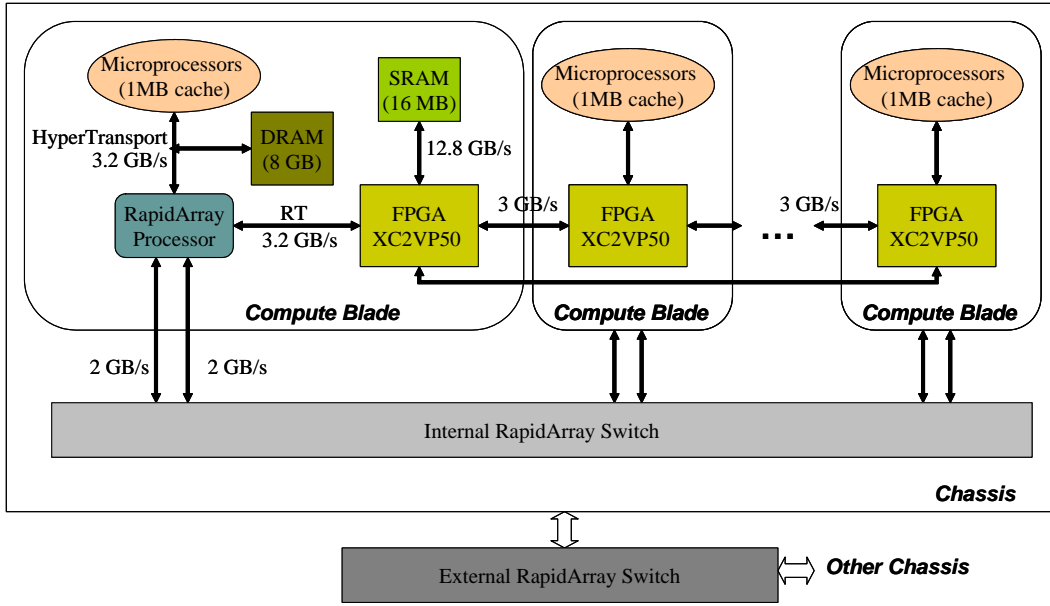 Microprocessors
(1MB cache)
SRAM
(16 MB)
HyperTransport
3.2 GB/s
DRAM
(8 GB)
12.8 GB/s
RapidArray
Processor
RT
3.2 GB/s
FPGA
XC2VP50
Compute Blade
2 GB/s
2 GB/s
3 GB/s
Microprocessors
(1MB cache)
FPGA
XC2VP50
Compute Blade
...
3 GB/s
Microprocessors
(1MB cache)
FPGA
XC2VP50
Compute Blade
Internal RapidArray Switch
Chassis
External RapidArray Switch
Other Chassis